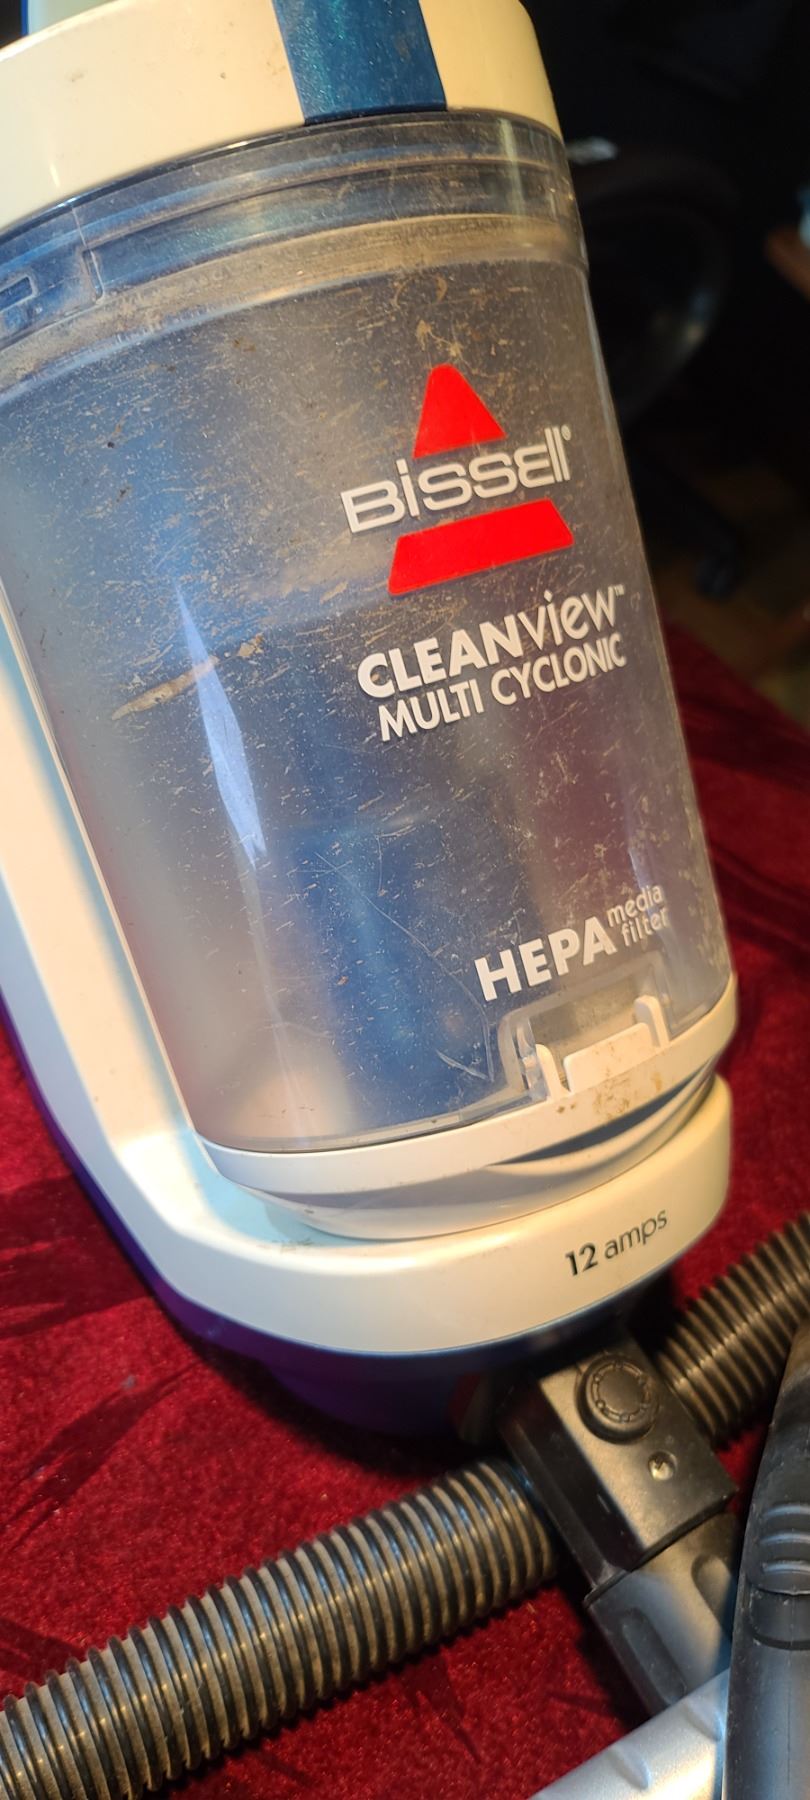 BISSELL®
CLEANview™
MULTI CYCLONIC
HEPA media filter
12 amps